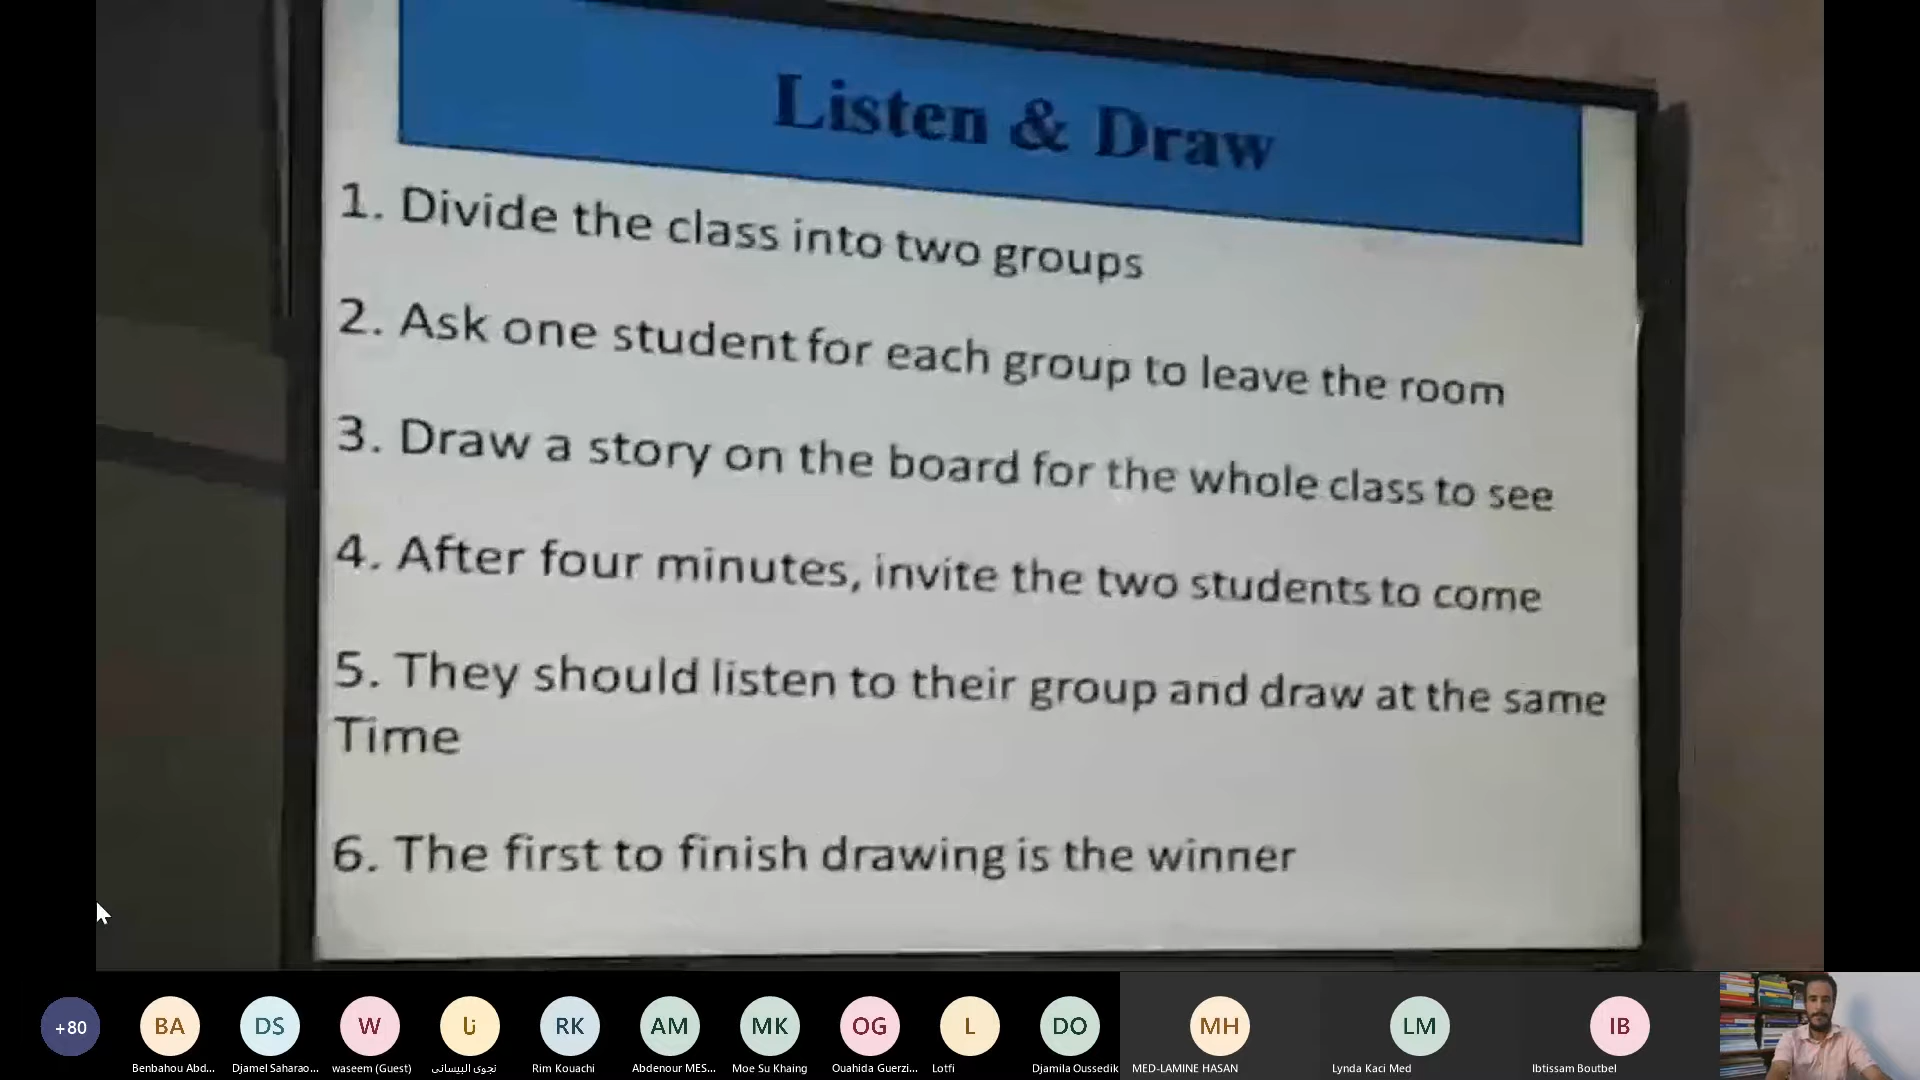 Listen & Draw
1. Divide the class into two groups
2. Ask one student for each group to leave the room
3. Draw a story on the board for the whole class to see
4. After four minutes, invite the two students to come
5. They should listen to their group and draw at the same
Time
6. The first to finish drawing is the winner
+80
BA
DS
W
نا
RK
AM
MK
OG
L
DO
MH
LM
IB
Benbahou Abd...
Djamel Saharao...
waseem (Guest)
نجوى البيسانى
Rim Kouachi
Abdenour MES...
Moe Su Khaing
Ouahida Guerzi...
Lotfi
Djamila Oussedik
MED-LAMINE HASAN
Lynda Kaci Med
Ibtissam Boutbel